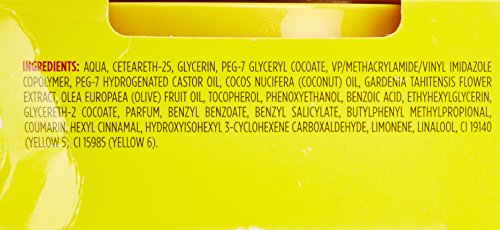 INGREDIENTS: AQUA, CETEARETH-25, GLYCERIN, PEG-7 GLYCERYL COCOATE, VP/METHACRYLAMIDE/VINYL IMIDAZOLE
COPOLYMER, PEG-7 HYDROGENATED CASTOR OIL, COCOS NUCIFERA (COCONUT) OIL, GARDENIA TAHITENSIS FLOWER
EXTRACT, OLEA EUROPAEA (OLIVE) FRUIT OIL, TOCOPHEROL, PHENOXYETHANOL, BENZOIC ACID, ETHYHEXYLGLYCERIN,
GLYCERETH-2 COCOATE, PARFUM, BENZYL BENZOATE, BENZYL SALICYLATE, BUTYLPHENYL METHYLPROPIONAL,
COUMARIN, HEXYL CINNAMAL, HYDROXYISOHEXYL 3-CYCLOHEXENE CARBOXALDEHYDE, LIMONENE, LINALOOL, CI 19140
(YELLOW 5), CI 15985 (YELLOW 6).